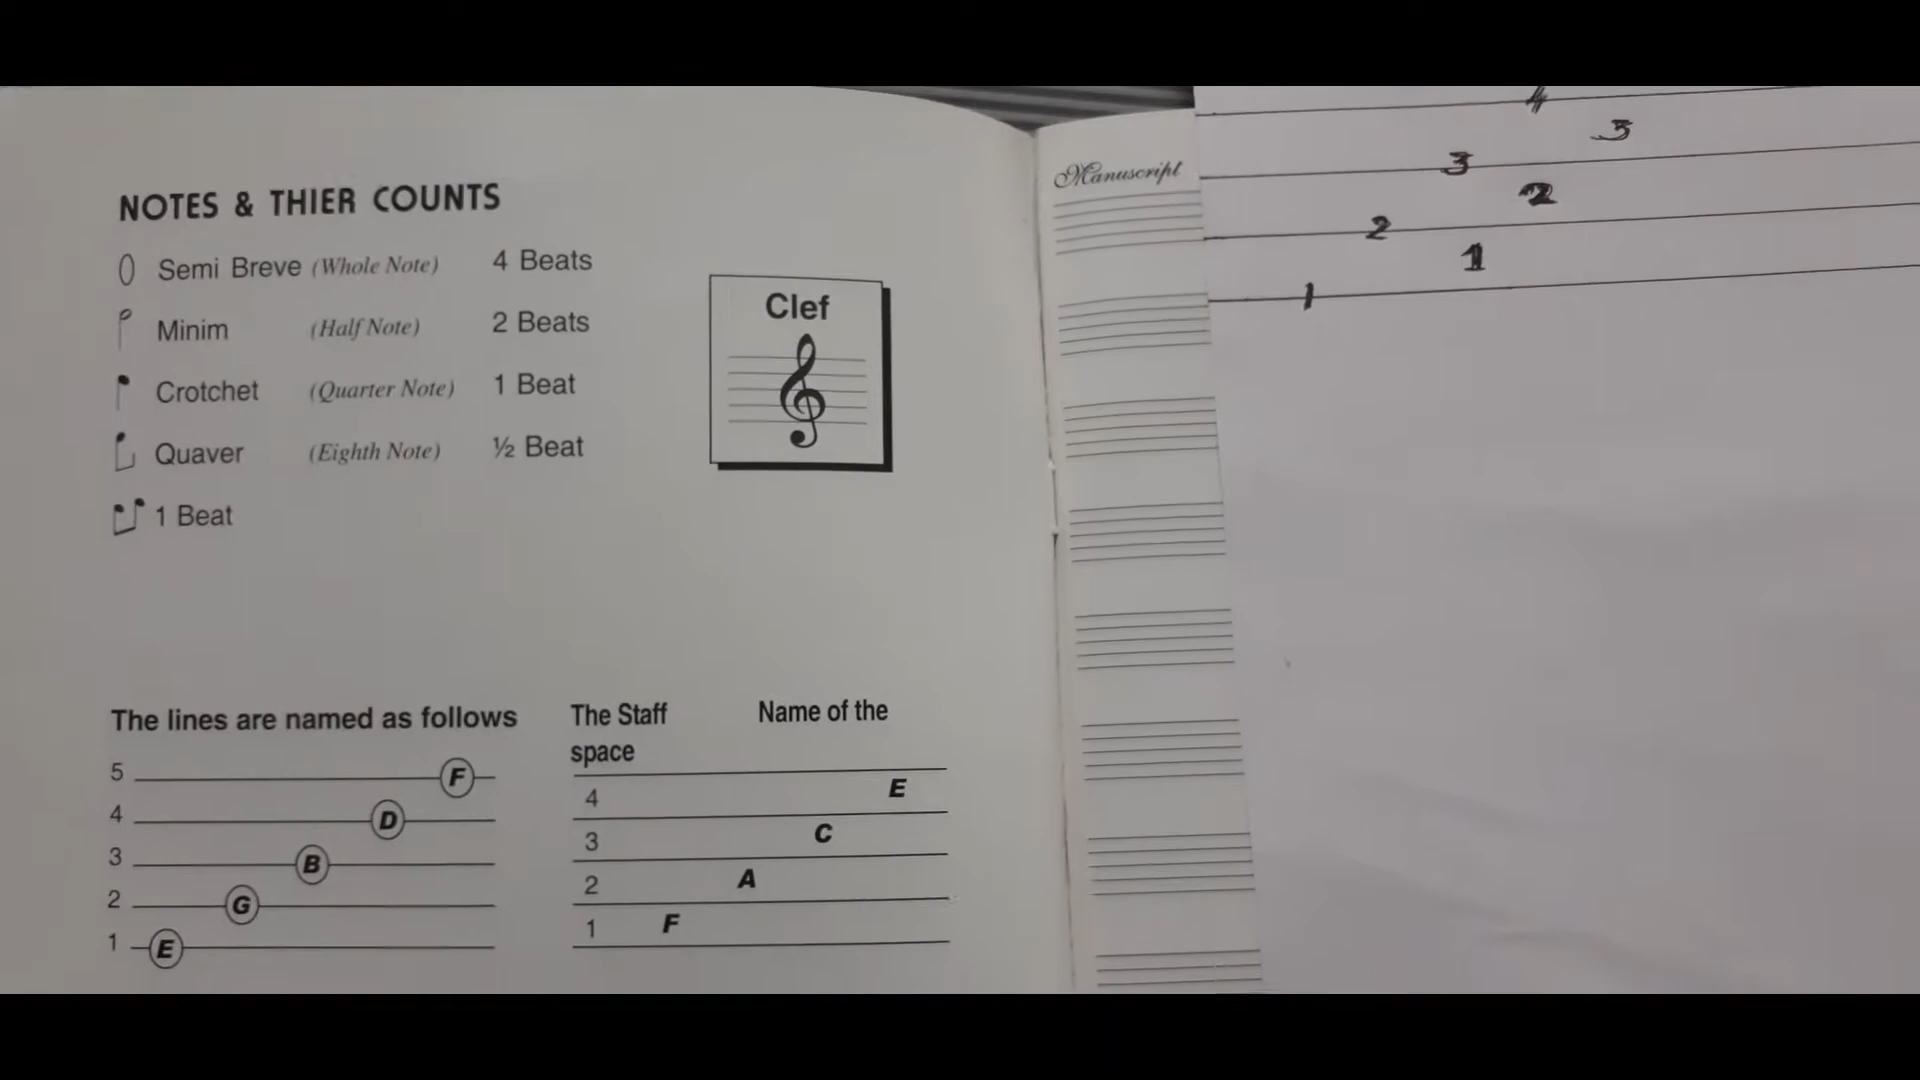 NOTES & THIER COUNTS
Semi Breve (Whole Note) 4 Beats
Minim (Half Note) 2 Beats
Crotchet (Quarter Note) 1 Beat
Quaver (Eighth Note) ½ Beat
1 Beat
Clef
The lines are named as follows
5 F
4 D
3 B
2 G
1 E
The Staff Name of the
space
4 E
3 C
2 A
1 F
Manuscript
4
3
3
2
2
1
1